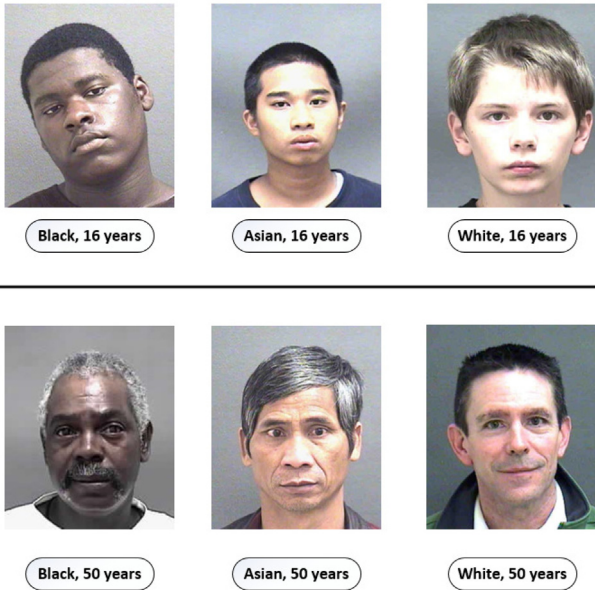 Black, 16 years
Asian, 16 years
White, 16 years
Black, 50 years
Asian, 50 years
White, 50 years